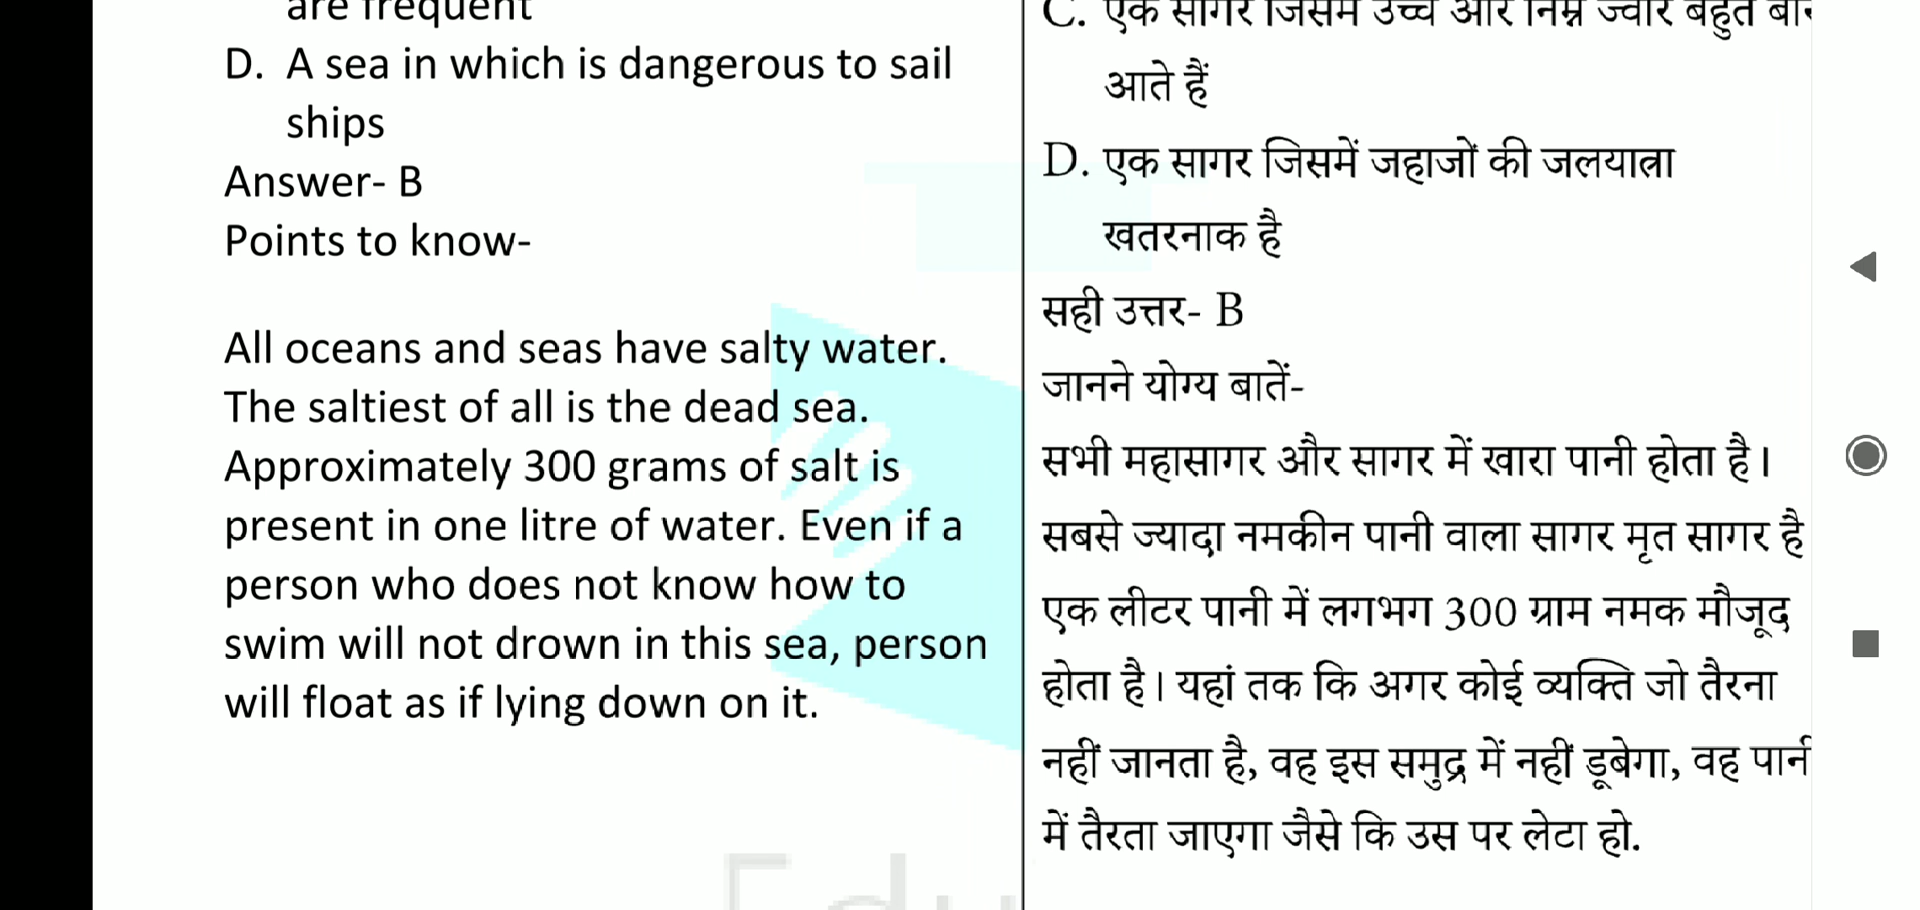 are frequent
D. A sea in which is dangerous to sail
ships
Answer- B
Points to know-
All oceans and seas have salty water.
The saltiest of all is the dead sea.
Approximately 300 grams of salt is
present in one litre of water. Even if a
person who does not know how to
swim will not drown in this sea, person
will float as if lying down on it.
C. एक सागर जिसमें उच्च और निम्न ज्वार बहुत
आते हैं
D. एक सागर जिसमें जहाजों की जलयात्रा
खतरनाक है
सही उत्तर- B
जानने योग्य बातें-
सभी महासागर और सागर में खारा पानी होता है।
सबसे ज्यादा नमकीन पानी वाला सागर मृत सागर है
एक लीटर पानी में लगभग 300 ग्राम नमक मौजूद
होता है। यहां तक कि अगर कोई व्यक्ति जो तैरना
नहीं जानता है, वह इस समुद्र में नहीं डूबेगा, वह
में तैरता जाएगा जैसे कि उस पर लेटा हो.